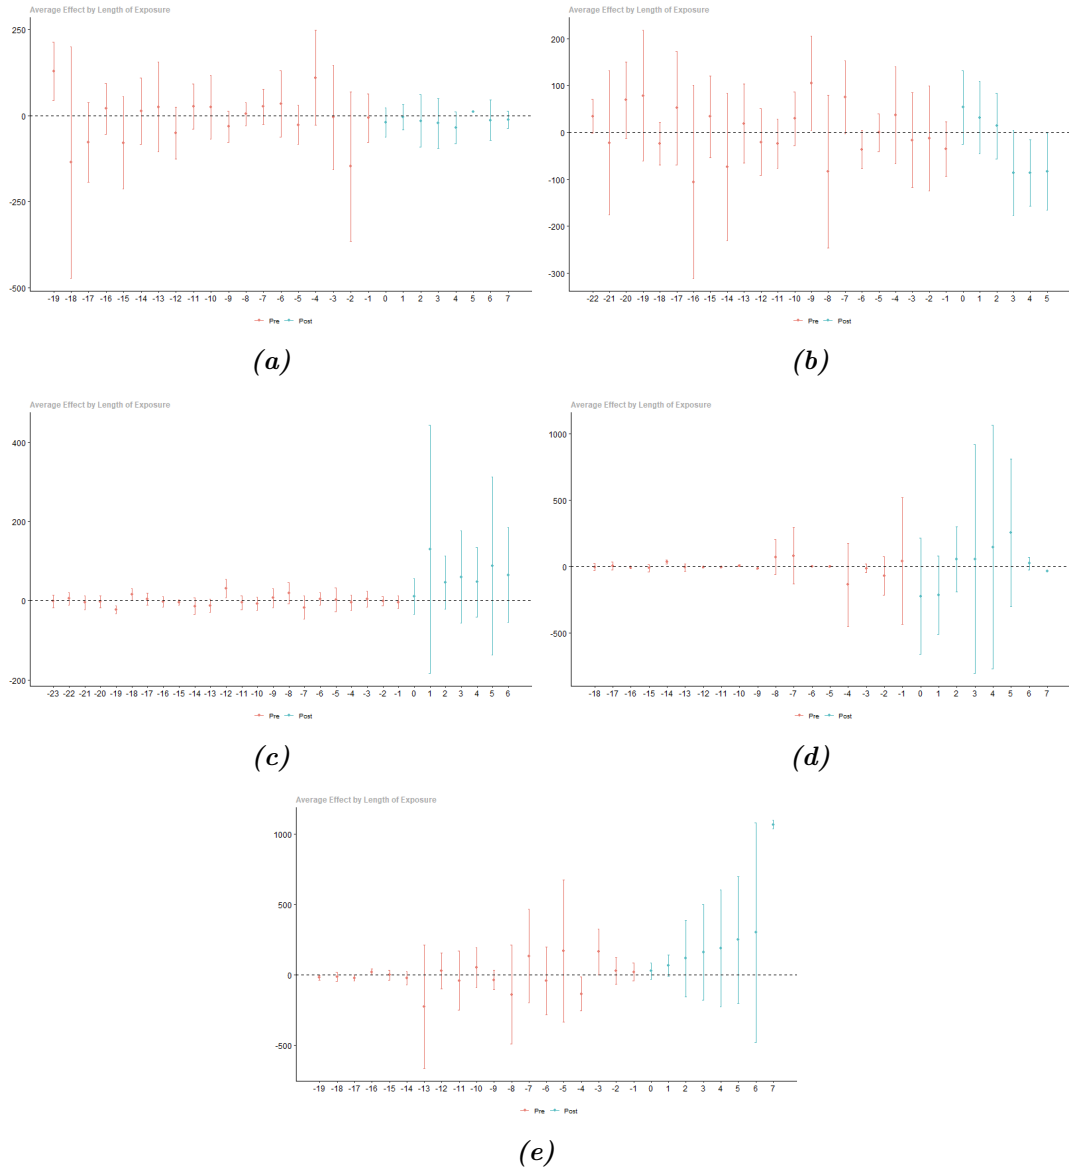 Average Effect by Length of Exposure
250
0
-250
-500
-19 -18 -17 -16 -15 -14 -13 -12 -11 -10 -9 -8 -7 -6 -5 -4 -3 -2 -1 0 1 2 3 4 5 6 7
Pre Post
(a)
Average Effect by Length of Exposure
200
100
0
-100
-200
-300
-22 -21 -20 -19 -18 -17 -16 -15 -14 -13 -12 -11 -10 -9 -8 -7 -6 -5 -4 -3 -2 -1 0 1 2 3 4 5
Pre Post
(b)
Average Effect by Length of Exposure
400
200
0
-200
-23 -22 -21 -20 -19 -18 -17 -16 -15 -14 -13 -12 -11 -10 -9 -8 -7 -6 -5 -4 -3 -2 -1 0 1 2 3 4 5 6
Pre Post
(c)
Average Effect by Length of Exposure
1000
500
0
-500
-18 -17 -16 -15 -14 -13 -12 -11 -10 -9 -8 -7 -6 -5 -4 -3 -2 -1 0 1 2 3 4 5 6 7
Pre Post
(d)
Average Effect by Length of Exposure
1000
500
0
-500
-19 -18 -17 -16 -15 -14 -13 -12 -11 -10 -9 -8 -7 -6 -5 -4 -3 -2 -1 0 1 2 3 4 5 6 7
Pre Post
(e)